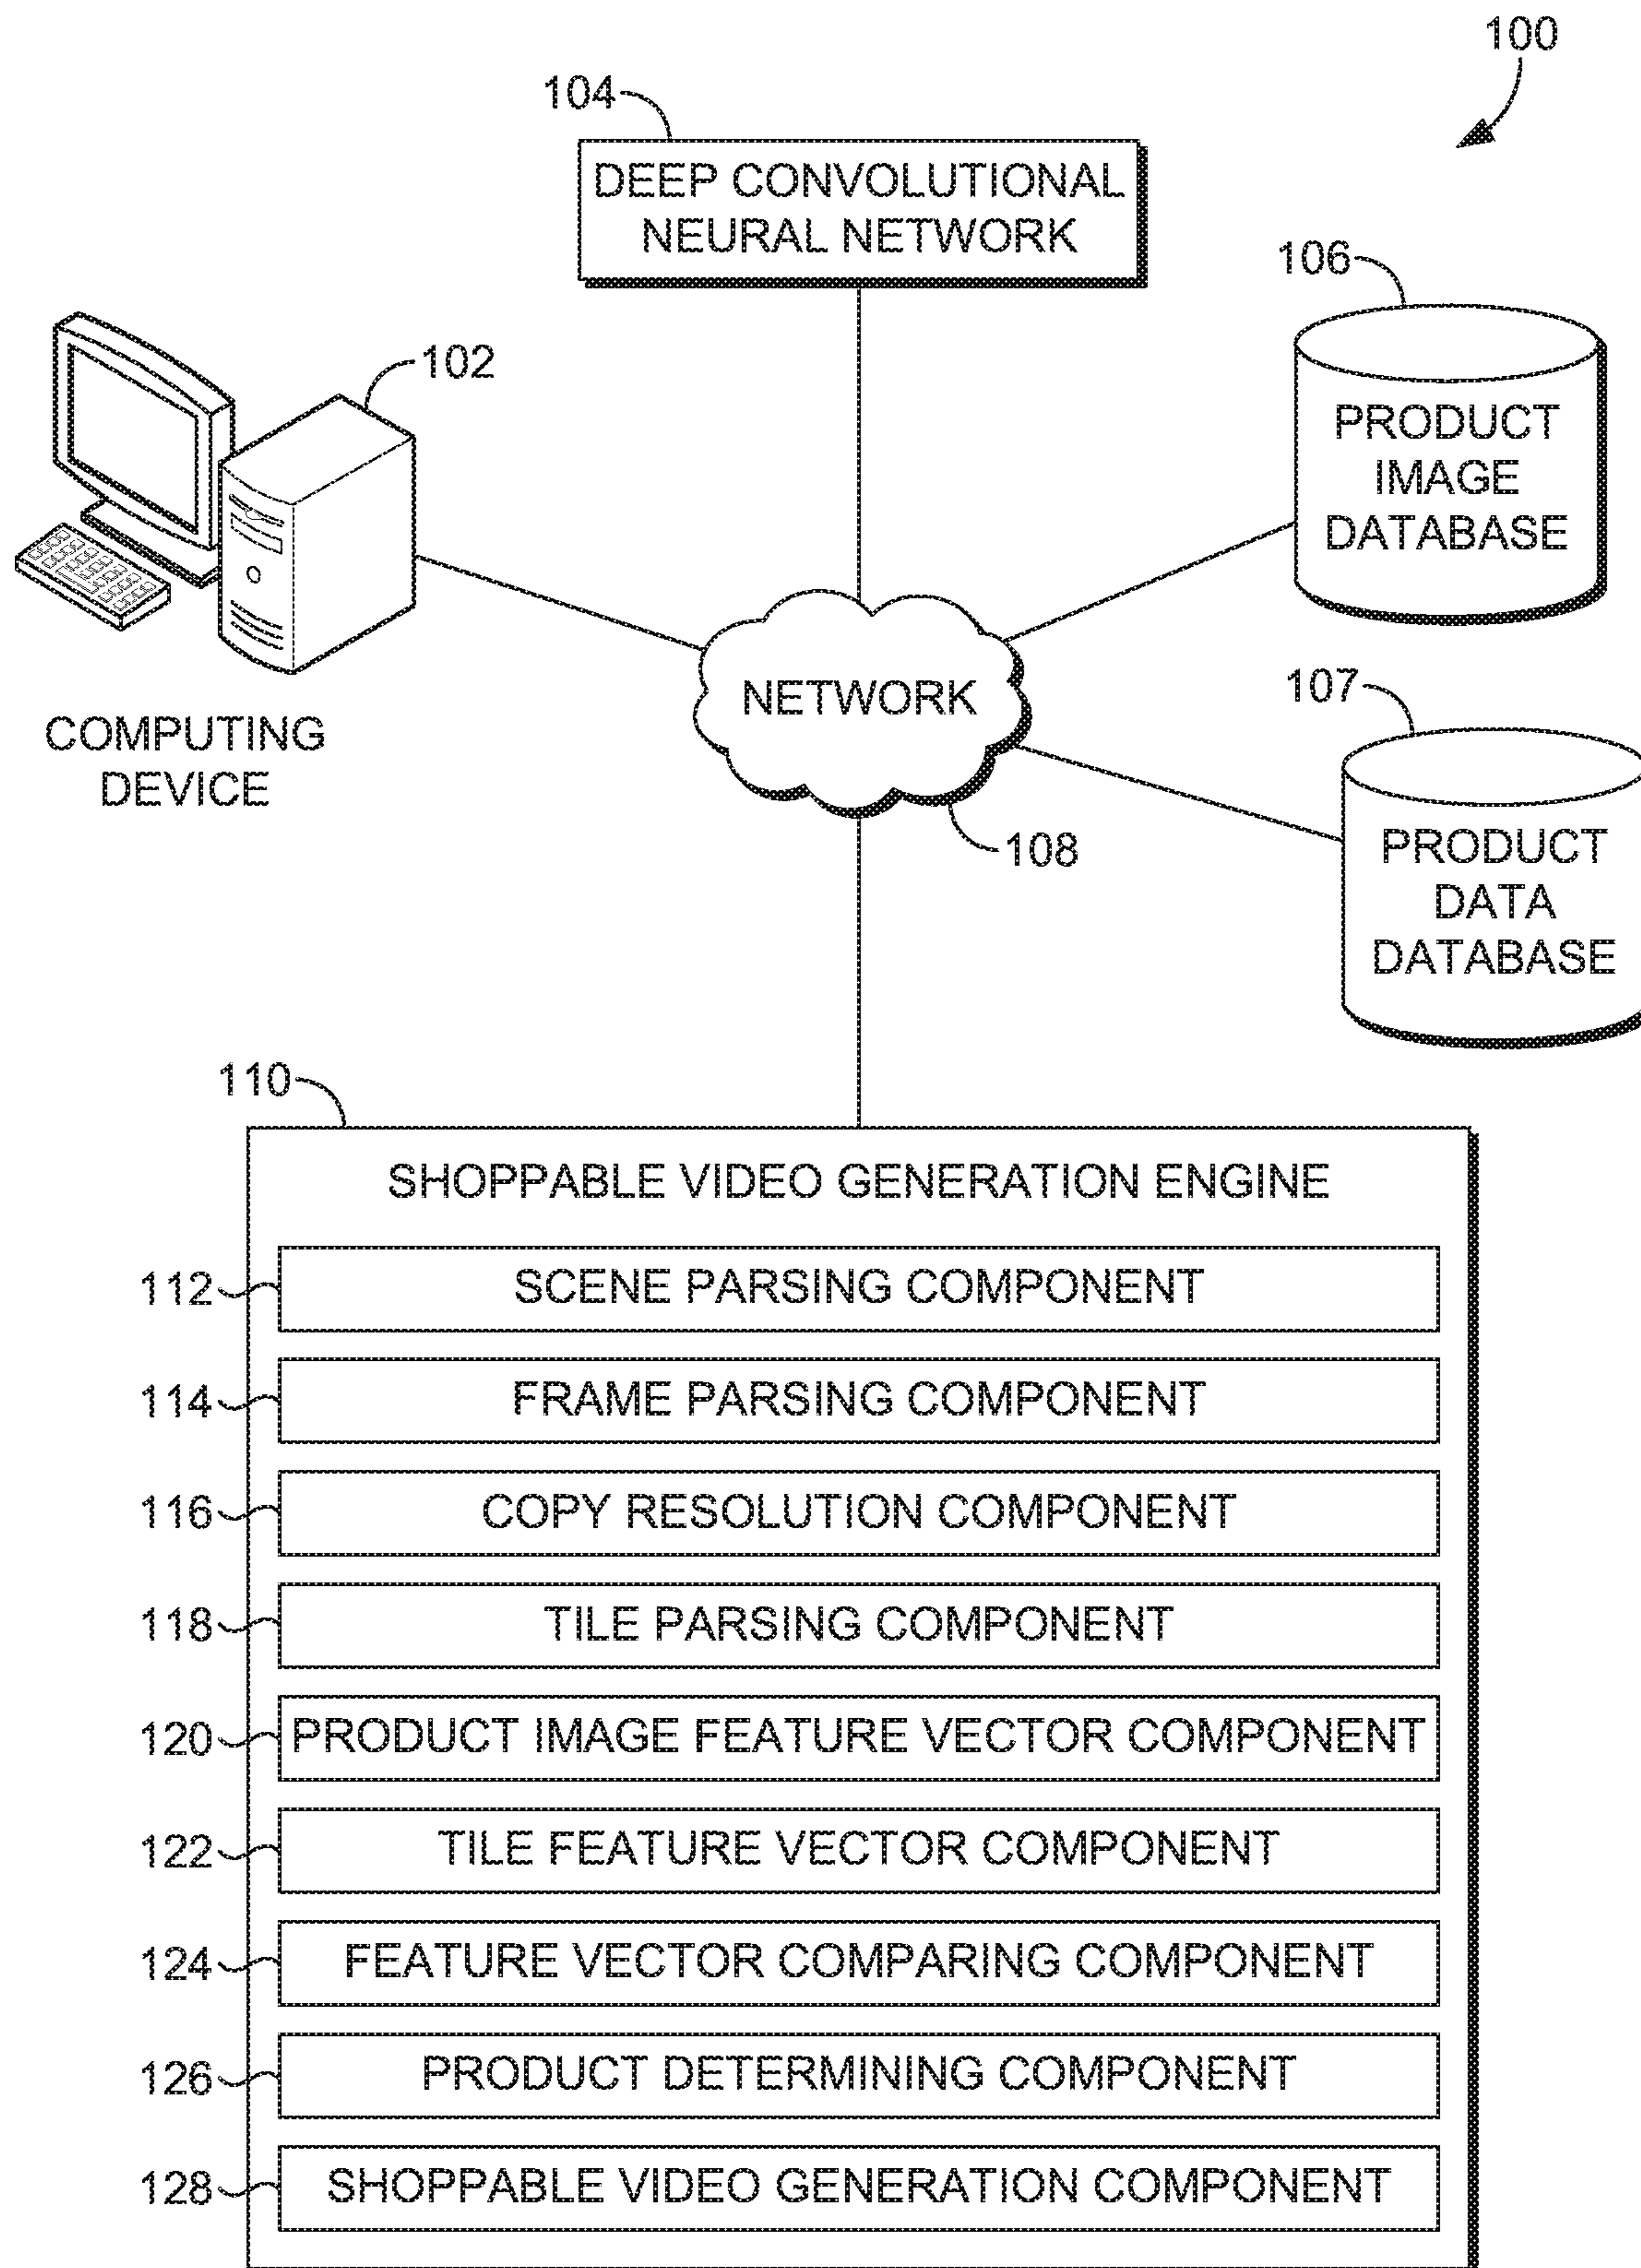 100
104
DEEP CONVOLUTIONAL
NEURAL NETWORK
106
102
PRODUCT
IMAGE
DATABASE
NETWORK
107
COMPUTING
DEVICE
108
PRODUCT
DATA
DATABASE
110
SHOPPABLE VIDEO GENERATION ENGINE
112 SCENE PARSING COMPONENT
114 FRAME PARSING COMPONENT
116 COPY RESOLUTION COMPONENT
118 TILE PARSING COMPONENT
120 PRODUCT IMAGE FEATURE VECTOR COMPONENT
122 TILE FEATURE VECTOR COMPONENT
124 FEATURE VECTOR COMPARING COMPONENT
126 PRODUCT DETERMINING COMPONENT
128 SHOPPABLE VIDEO GENERATION COMPONENT